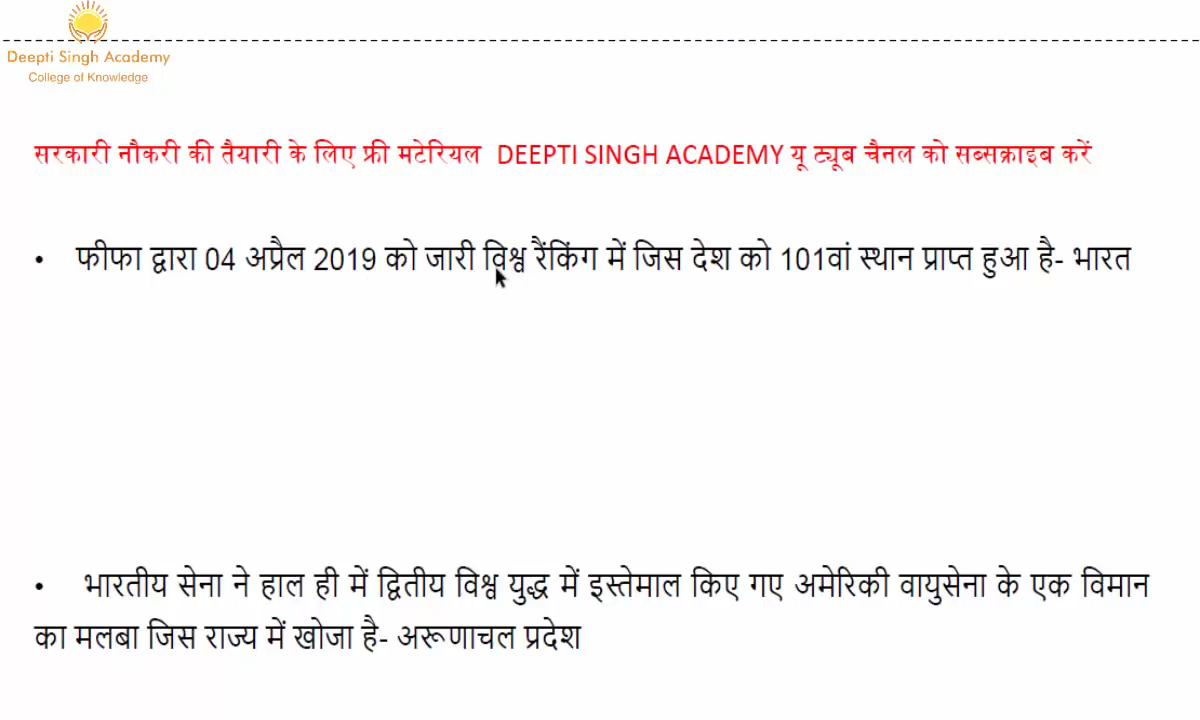 Deepti Singh Academy
College of Knowledge
सरकारी नौकरी की तैयारी के लिए फ्री मटेरियल DEEPTI SINGH ACADEMY यू ट्यूब चैनल को सब्सक्राइब करें
• फीफा द्वारा 04 अप्रैल 2019 को जारी विश्व रैंकिंग में जिस देश को 101वां स्थान प्राप्त हुआ है- भारत
• भारतीय सेना ने हाल ही में द्वितीय विश्व युद्ध में इस्तेमाल किए गए अमेरिकी वायुसेना के एक विमान
का मलबा जिस राज्य में खोजा है- अरूणाचल प्रदेश